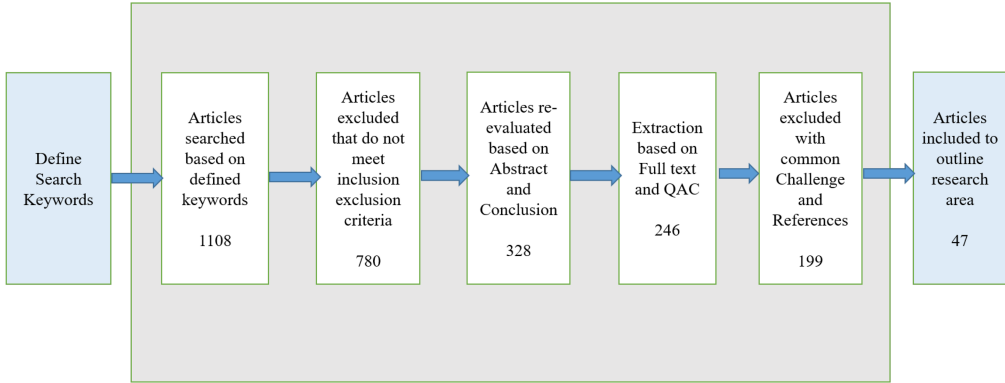 Define
Search
Keywords
Articles
searched
based on
defined
keywords
1108
Articles
excluded
that do not
meet
inclusion
exclusion
criteria
780
Articles re-
evaluated
based on
Abstract
and
Conclusion
328
Extraction
based on
Full text
and QAC
246
Articles
excluded
with
common
Challenge
and
References
199
Articles
included to
outline
research
area
47